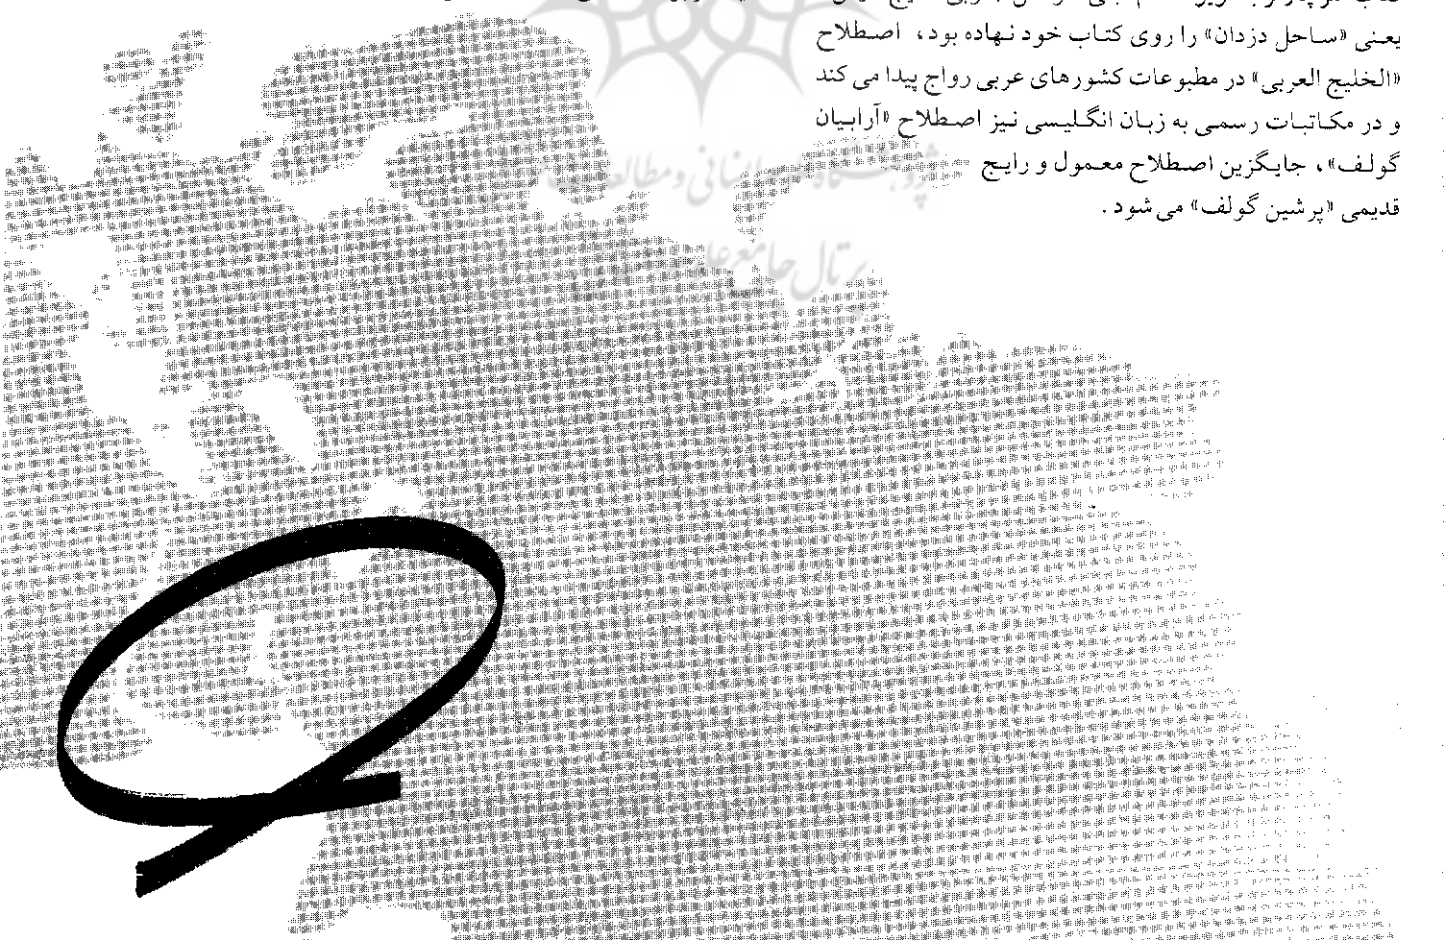 یعنی «ساحل دزدان» را روی کتاب خود نهاده بود، اصطلاح
«الخلیج العربی» در مطبوعات کشورهای عربی رواج پیدا می کند
و در مکاتبات رسمی به زبان انگلیسی نیز اصطلاح «آرابیان
گولف»، جایگزین اصطلاح معمول و رایج
قدیمی «پرشین گولف» می شود.
پرتال جامع